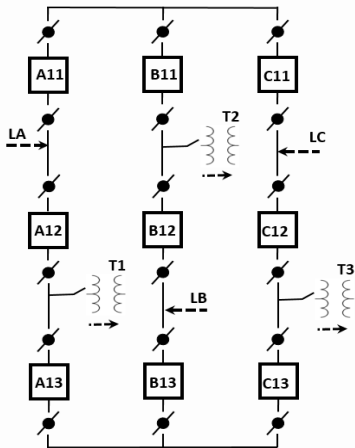 A11 B11 C11
T2
LA LC
A12 B12 C12
T1 T3
LB
A13 B13 C13